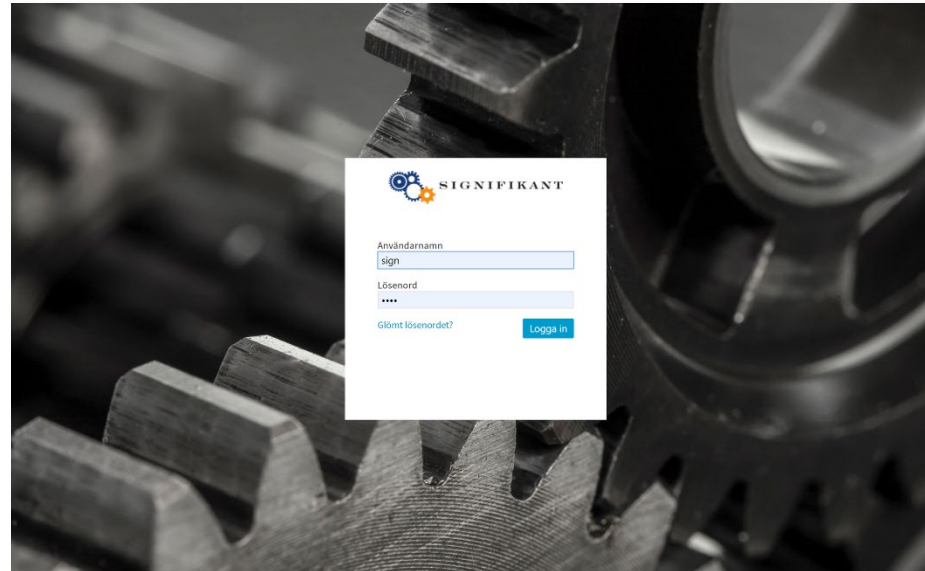 SIGNIFIKANT
Användarnamn
sign
Lösenord
••••
Glömt lösenordet?
Logga in